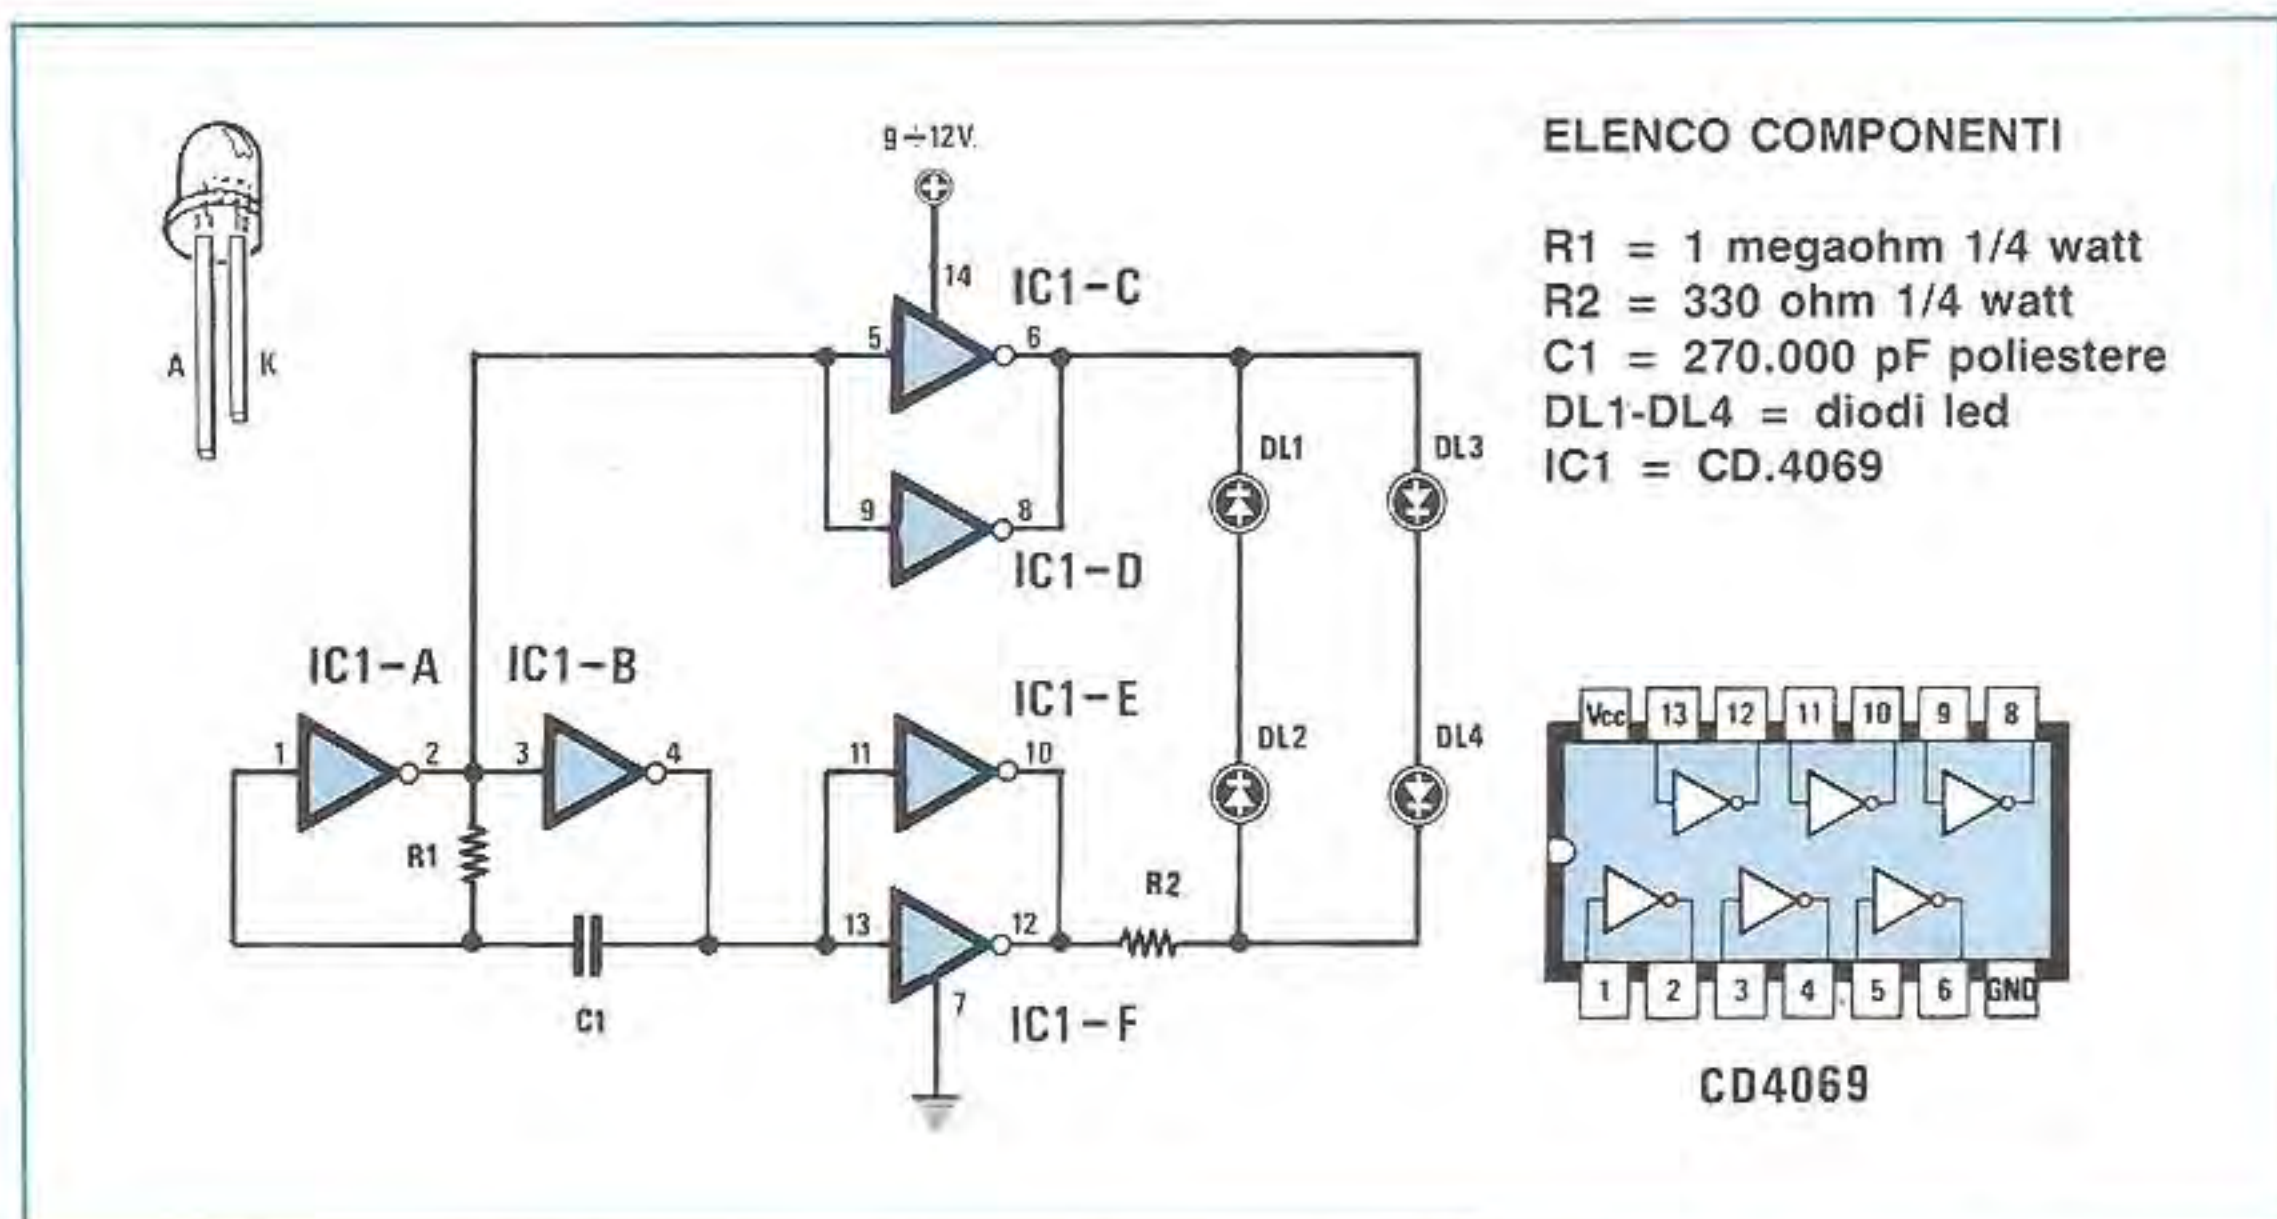 9÷12V.
ELENCO COMPONENTI
R1 = 1 megaohm 1/4 watt
R2 = 330 ohm 1/4 watt
C1 = 270.000 pF poliestere
DL1-DL4 = diodi led
IC1 = CD.4069
A
K
14
IC1-C
5
6
9
8
IC1-D
DL1
DL3
IC1-A
IC1-B
IC1-E
1
2
3
4
11
10
DL2
DL4
R1
R2
13
12
C1
7
IC1-F
Vcc 13 12 11 10 9 8
1 2 3 4 5 6 GND
CD4069